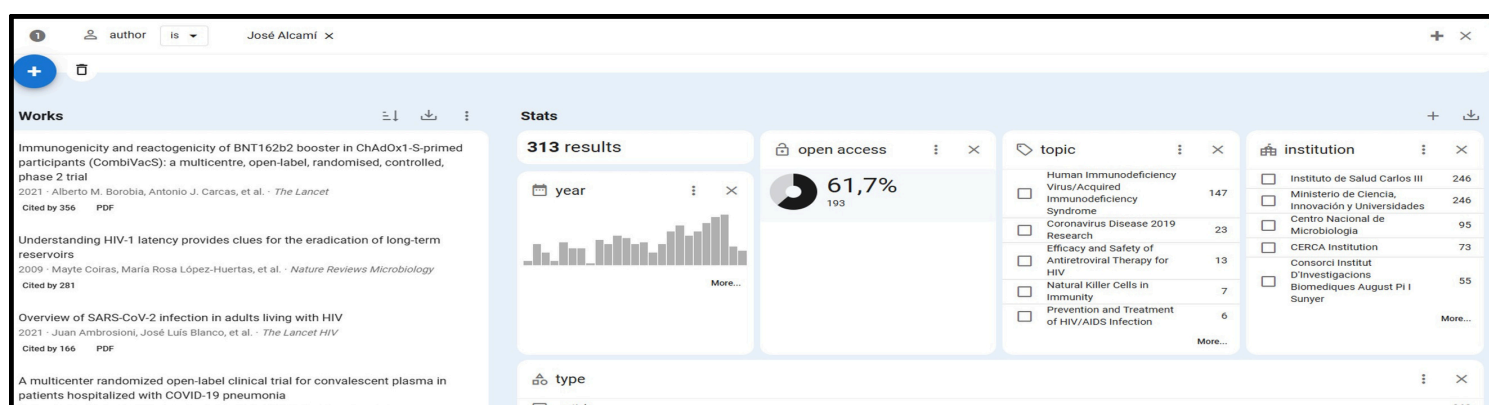 1 author is José Alcamí
Works
Immunogenicity and reactogenicity of BNT162b2 booster in ChAdOx1-S-primed
participants (CombiVacS): a multicentre, open-label, randomised, controlled,
phase 2 trial
2021 · Alberto M. Borobia, Antonio J. Carcas, et al. · The Lancet
Cited by 356 PDF
Understanding HIV-1 latency provides clues for the eradication of long-term
reservoirs
2009 · Mayte Coiras, María Rosa López-Huertas, et al. · Nature Reviews Microbiology
Cited by 281
Overview of SARS-CoV-2 infection in adults living with HIV
2021 · Juan Ambrosioni, José Luís Blanco, et al. · The Lancet HIV
Cited by 166 PDF
A multicenter randomized open-label clinical trial for convalescent plasma in
patients hospitalized with COVID-19 pneumonia
Stats
313 results
year
More...
open access
61,7%
193
topic
Human Immunodeficiency
Virus/Acquired
Immunodeficiency
Syndrome
147
Coronavirus Disease 2019
Research
23
Efficacy and Safety of
Antiretroviral Therapy for
HIV
13
Natural Killer Cells in
Immunity
7
Prevention and Treatment
of HIV/AIDS Infection
6
More...
institution
Instituto de Salud Carlos III 246
Ministerio de Ciencia,
Innovación y Universidades
246
Centro Nacional de
Microbiologia
95
CERCA Institution 73
Consorci Institut
D'Investigacions
Biomediques August Pi I
Sunyer
55
More...
type